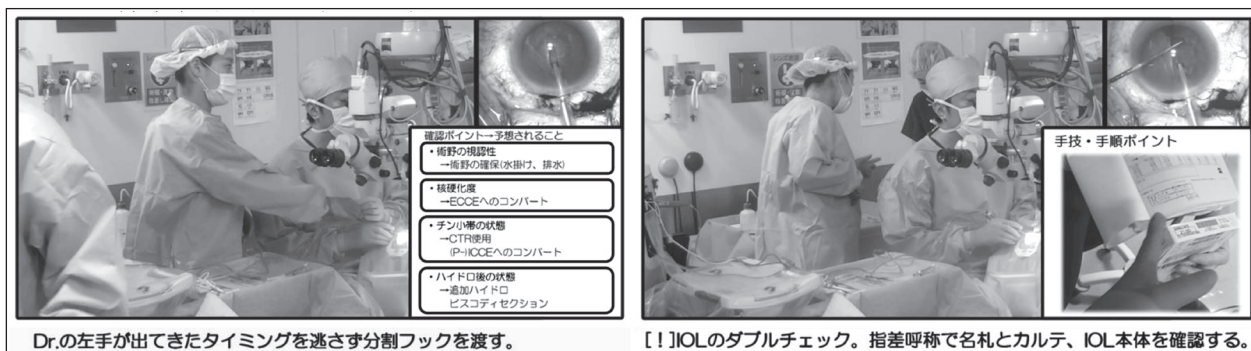 確認ポイント→予想されること
・術野の視認性
→術野の確保(水掛け、排水)
・核硬化度
→ECCEへのコンバート
・チン小帯の状態
→CTR使用
(P-)ICCEへのコンバート
・ハイドロ後の状態
→追加ハイドロ
ビスコディセクション
Dr.の左手が出てきたタイミングを逃さず分割フックを渡す。
手技・手順ポイント
[!]IOLのダブルチェック。指差呼称で名札とカルテ、IOL本体を確認する。